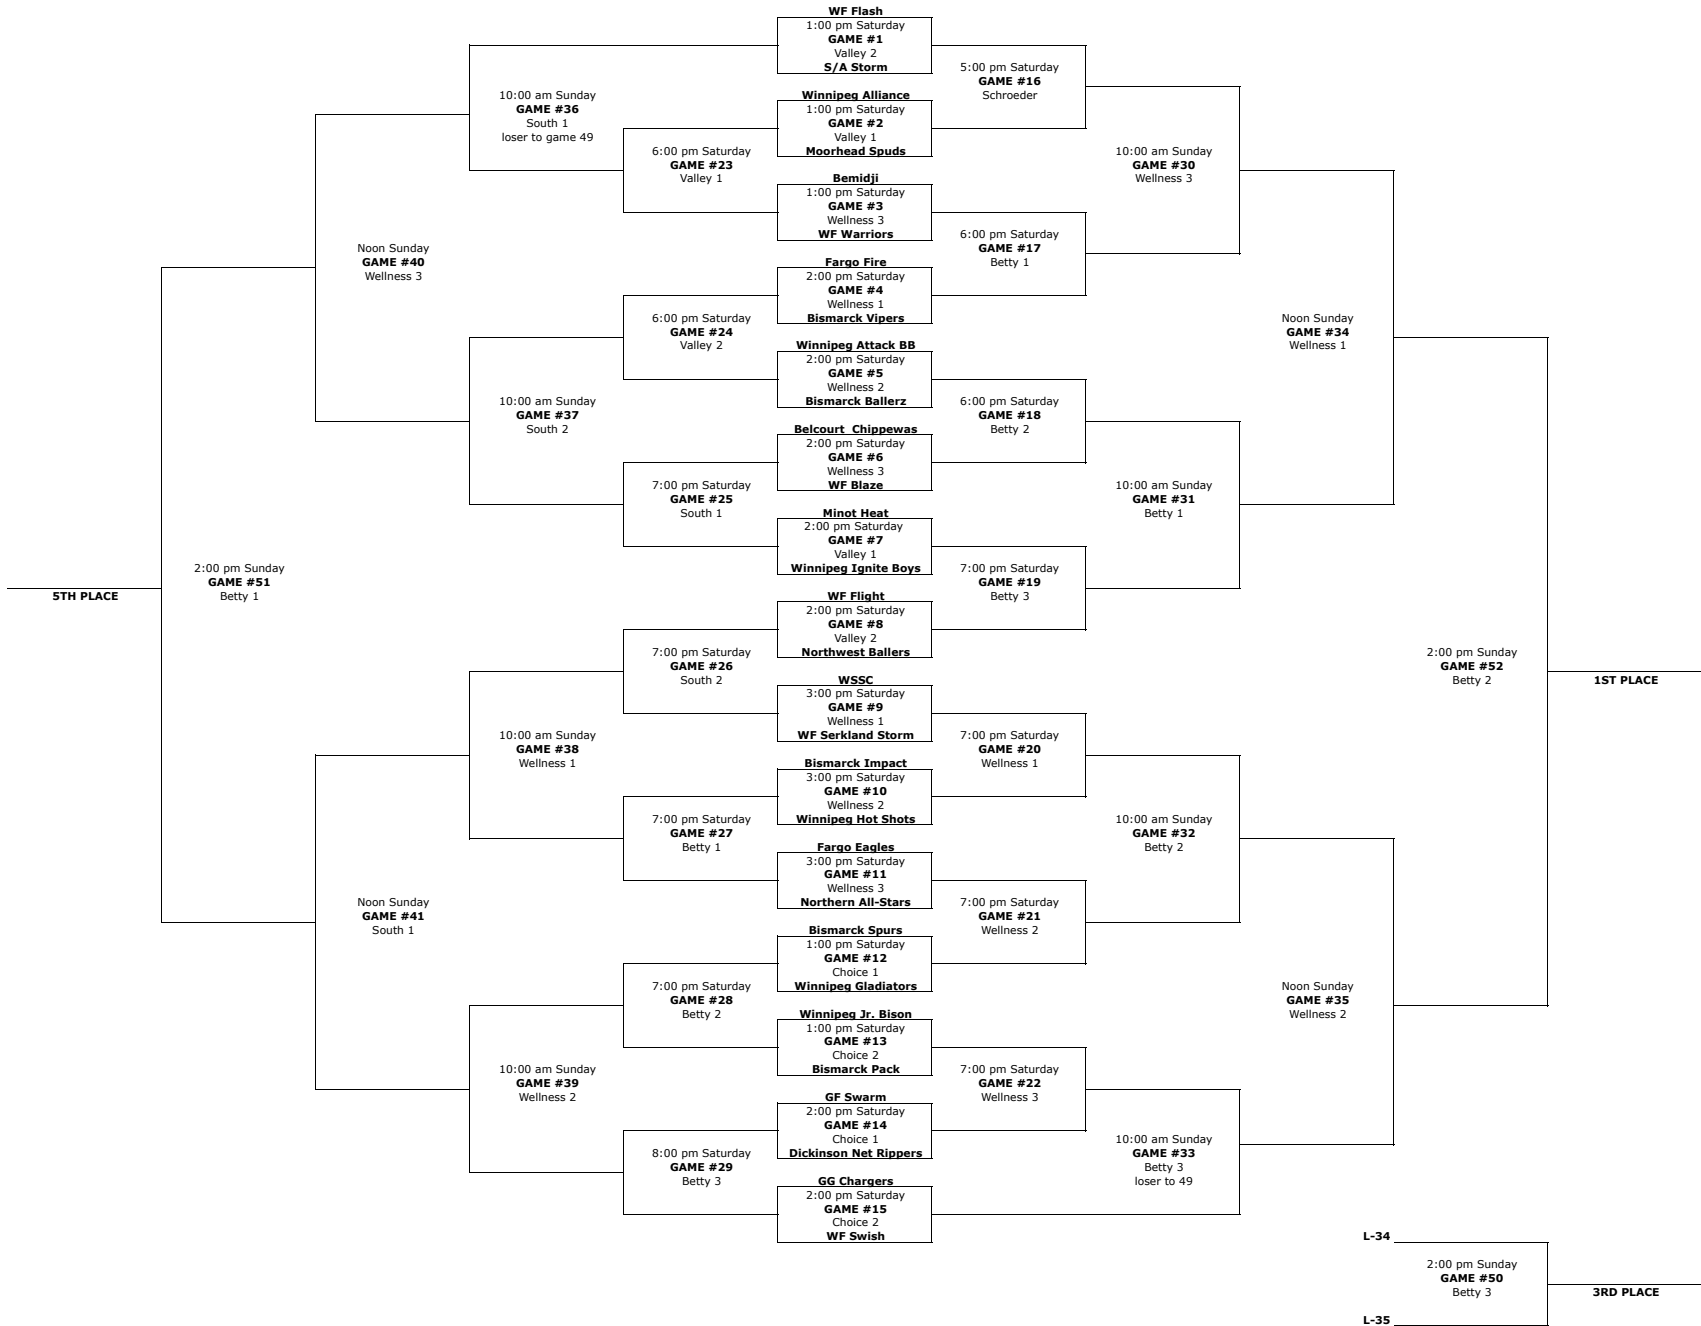 WF Flash
1:00 pm Saturday
GAME #1
Valley 2
S/A Storm
5:00 pm Saturday
GAME #16
Schroeder
10:00 am Sunday
GAME #36
South 1
loser to game 49
Winnipeg Alliance
1:00 pm Saturday
GAME #2
Valley 1
Moorhead Spuds
6:00 pm Saturday
GAME #23
Valley 1
10:00 am Sunday
GAME #30
Wellness 3
Bemidji
1:00 pm Saturday
GAME #3
Wellness 3
WF Warriors
6:00 pm Saturday
GAME #17
Betty 1
Noon Sunday
GAME #40
Wellness 3
Fargo Fire
2:00 pm Saturday
GAME #4
Wellness 1
Bismarck Vipers
6:00 pm Saturday
GAME #24
Valley 2
Noon Sunday
GAME #34
Wellness 1
Winnipeg Attack BB
2:00 pm Saturday
GAME #5
Wellness 2
Bismarck Ballerz
10:00 am Sunday
GAME #37
South 2
6:00 pm Saturday
GAME #18
Betty 2
Belcourt  Chippewas
2:00 pm Saturday
GAME #6
Wellness 3
WF Blaze
7:00 pm Saturday
GAME #25
South 1
10:00 am Sunday
GAME #31
Betty 1
Minot Heat
2:00 pm Saturday
GAME #7
Valley 1
Winnipeg Ignite Boys
2:00 pm Sunday
GAME #51
Betty 1
5TH PLACE
7:00 pm Saturday
GAME #19
Betty 3
WF Flight
2:00 pm Saturday
GAME #8
Valley 2
Northwest Ballers
7:00 pm Saturday
GAME #26
South 2
2:00 pm Sunday
GAME #52
Betty 2
1ST PLACE
WSSC
3:00 pm Saturday
GAME #9
Wellness 1
WF Serkland Storm
10:00 am Sunday
GAME #38
Wellness 1
7:00 pm Saturday
GAME #20
Wellness 1
Bismarck Impact
3:00 pm Saturday
GAME #10
Wellness 2
Winnipeg Hot Shots
7:00 pm Saturday
GAME #27
Betty 1
10:00 am Sunday
GAME #32
Betty 2
Fargo Eagles
3:00 pm Saturday
GAME #11
Wellness 3
Northern All-Stars
Noon Sunday
GAME #41
South 1
7:00 pm Saturday
GAME #21
Wellness 2
Bismarck Spurs
1:00 pm Saturday
GAME #12
Choice 1
Winnipeg Gladiators
7:00 pm Saturday
GAME #28
Betty 2
Noon Sunday
GAME #35
Wellness 2
Winnipeg Jr. Bison
1:00 pm Saturday
GAME #13
Choice 2
Bismarck Pack
10:00 am Sunday
GAME #39
Wellness 2
7:00 pm Saturday
GAME #22
Wellness 3
GF Swarm
2:00 pm Saturday
GAME #14
Choice 1
Dickinson Net Rippers
8:00 pm Saturday
GAME #29
Betty 3
10:00 am Sunday
GAME #33
Betty 3
loser to 49
GG Chargers
2:00 pm Saturday
GAME #15
Choice 2
WF Swish
L-34
2:00 pm Sunday
GAME #50
Betty 3
3RD PLACE
L-35